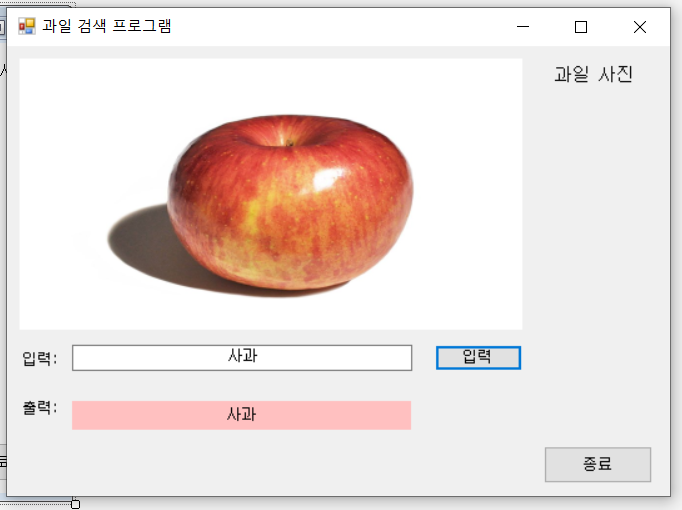 과일 검색 프로그램
과일 사진
입력: 사과 입력
출력: 사과
종료